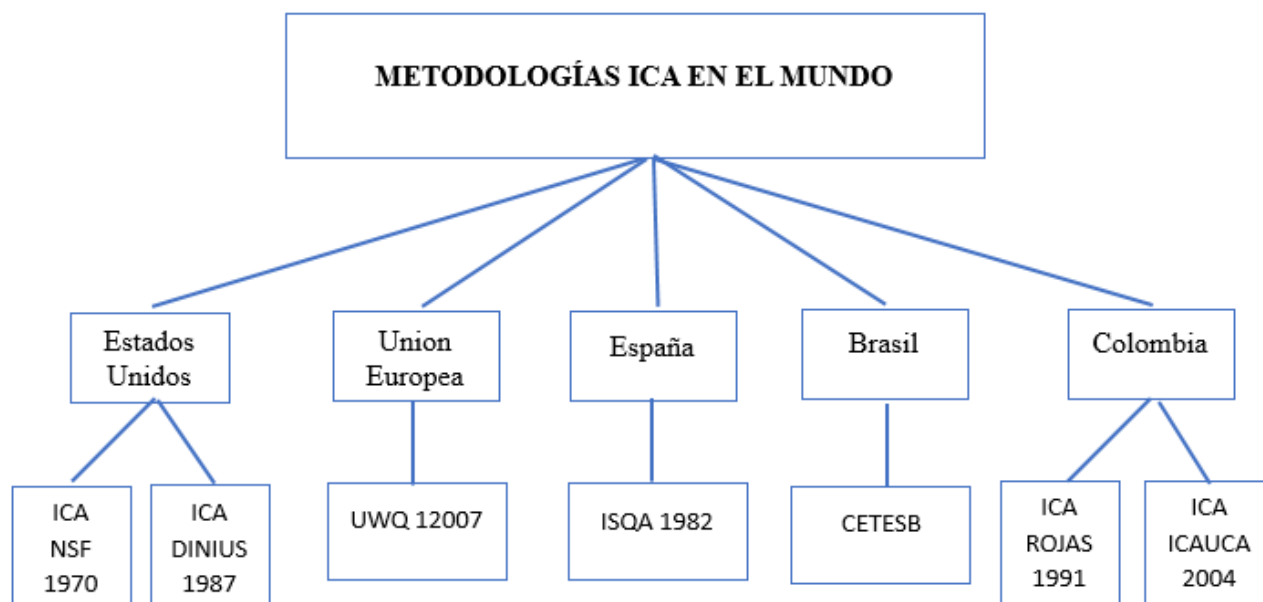 METODOLOGÍAS ICA EN EL MUNDO
Estados
Unidos
Union
Europea
España
Brasil
Colombia
ICA
NSF
1970
ICA
DINIUS
1987
UWQ 12007
ISQA 1982
CETESB
ICA
ROJAS
1991
ICA
ICAUCA
2004